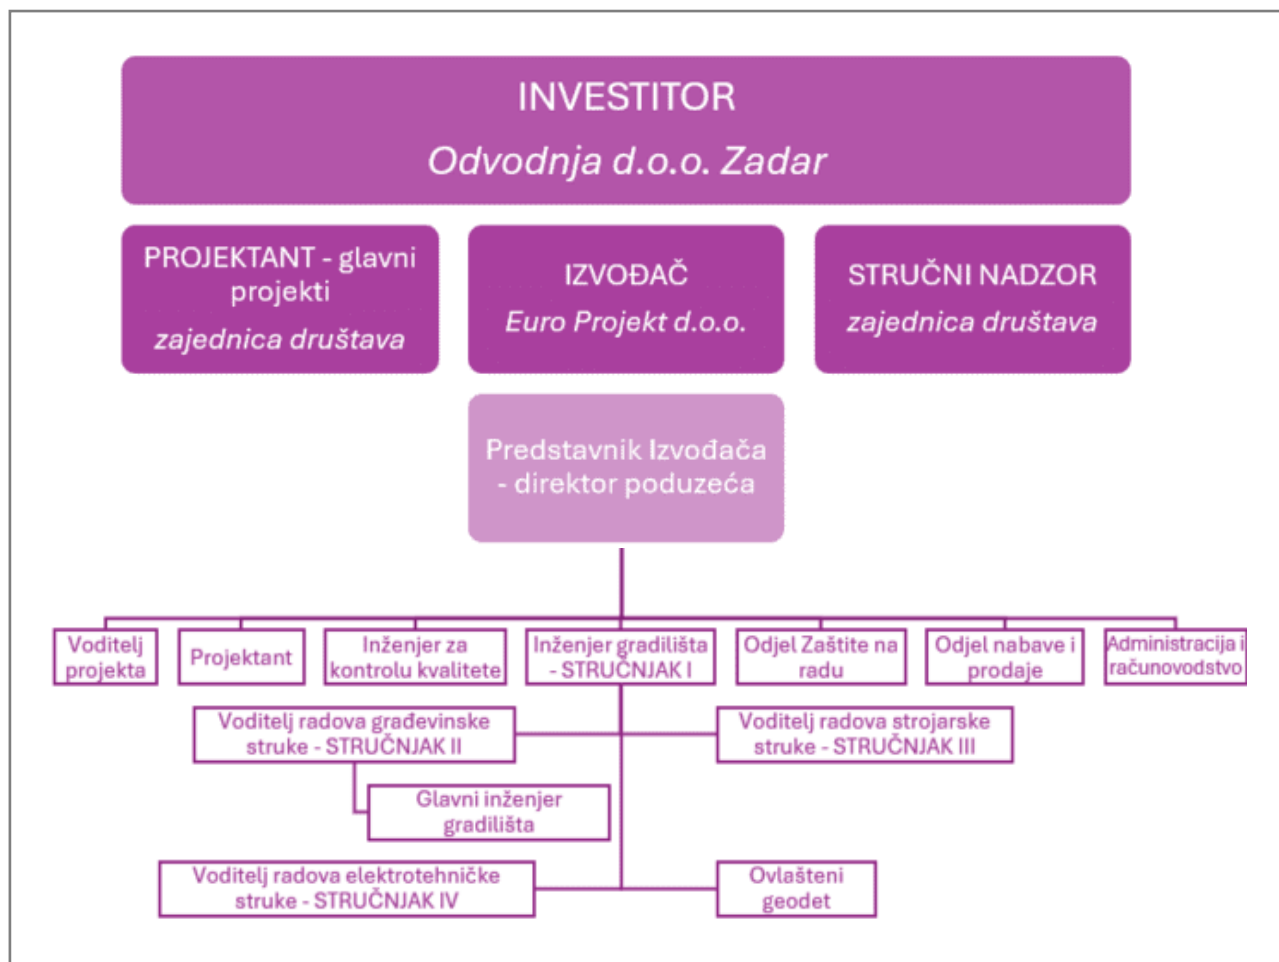 INVESTITOR
Odvodnja d.o.o. Zadar
PROJEKTANT - glavni
projekti
zajednica društava
IZVOĐAČ
Euro Projekt d.o.o.
STRUČNI NADZOR
zajednica društava
Predstavnik Izvođača
- direktor poduzeća
Voditelj
projekta
Projektant
Inženjer za
kontrolu kvalitete
Inženjer gradilišta
- STRUČNJAK I
Odjel Zaštite na
radu
Odjel nabave i
prodaje
Administracija i
računovodstvo
Voditelj radova građevinske
struke - STRUČNJAK II
Voditelj radova strojarske
struke - STRUČNJAK III
Glavni inženjer
gradilišta
Voditelj radova elektrotehničke
struke - STRUČNJAK IV
Ovlašteni
geodet